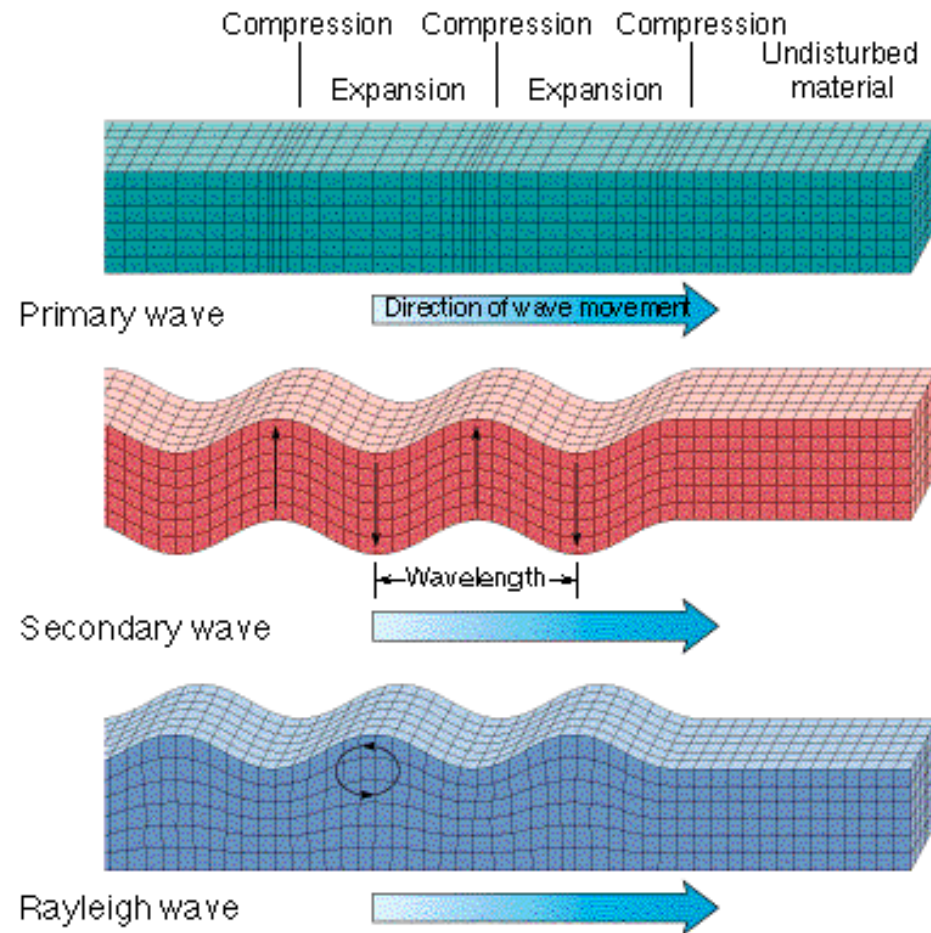 Compression Compression Compression
Undisturbed
material
Expansion Expansion
Direction of wave movement
Primary wave
Wavelength
Secondary wave
Rayleigh wave